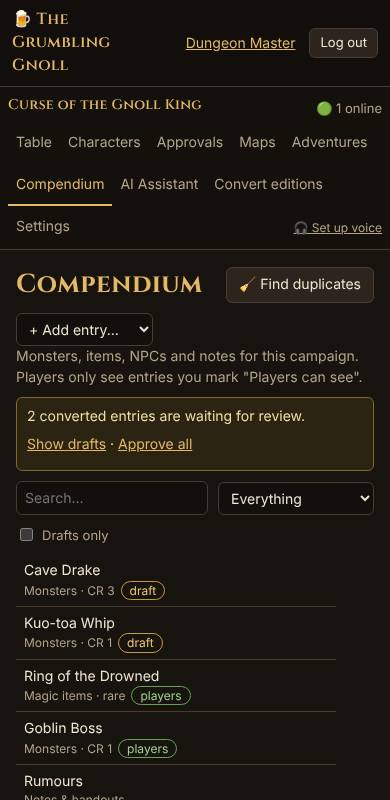 🍺 The
Grumbling
Gnoll
Dungeon Master
Log out
Curse of the Gnoll King
🟢 1 online
Table Characters Approvals Maps Adventures
Compendium AI Assistant Convert editions
Settings
🎧 Set up voice
Compendium
🧹 Find duplicates
+ Add entry...
Monsters, items, NPCs and notes for this campaign.
Players only see entries you mark "Players can see".
2 converted entries are waiting for review.
Show drafts · Approve all
Search...
Everything
Drafts only
Cave Drake
Monsters · CR 3 draft
Kuo-toa Whip
Monsters · CR 1 draft
Ring of the Drowned
Magic items · rare players
Goblin Boss
Monsters · CR 1 players
Rumours
Notes & handouts